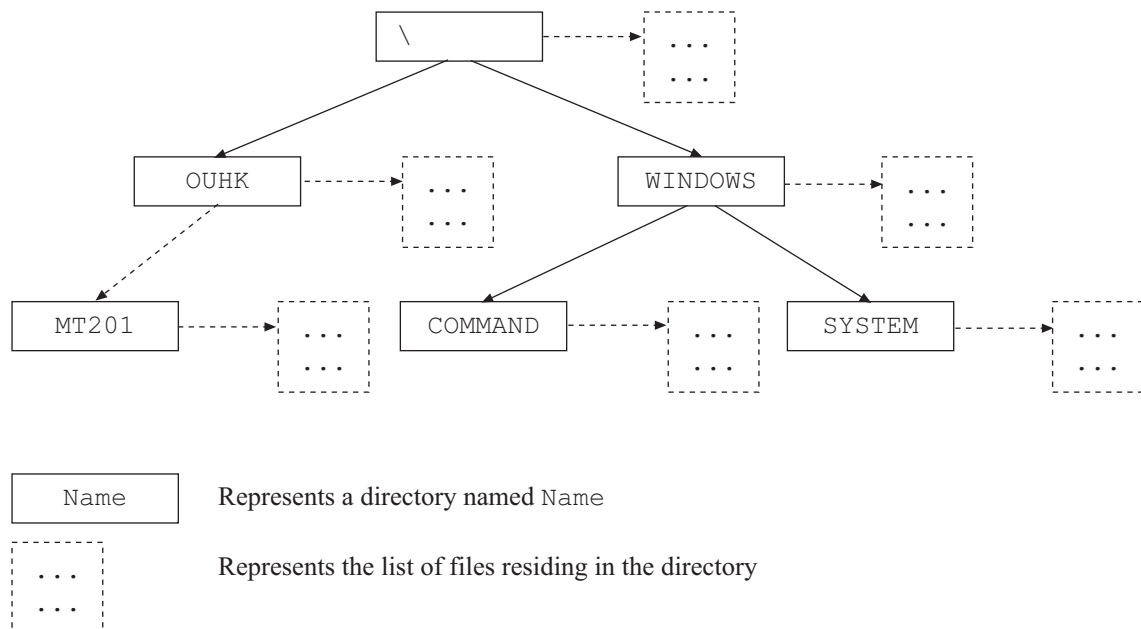 \
...
...
OUHK
...
...
WINDOWS
...
...
MT201
...
...
COMMAND
...
...
SYSTEM
...
...
Name Represents a directory named Name
...
...
Represents the list of files residing in the directory